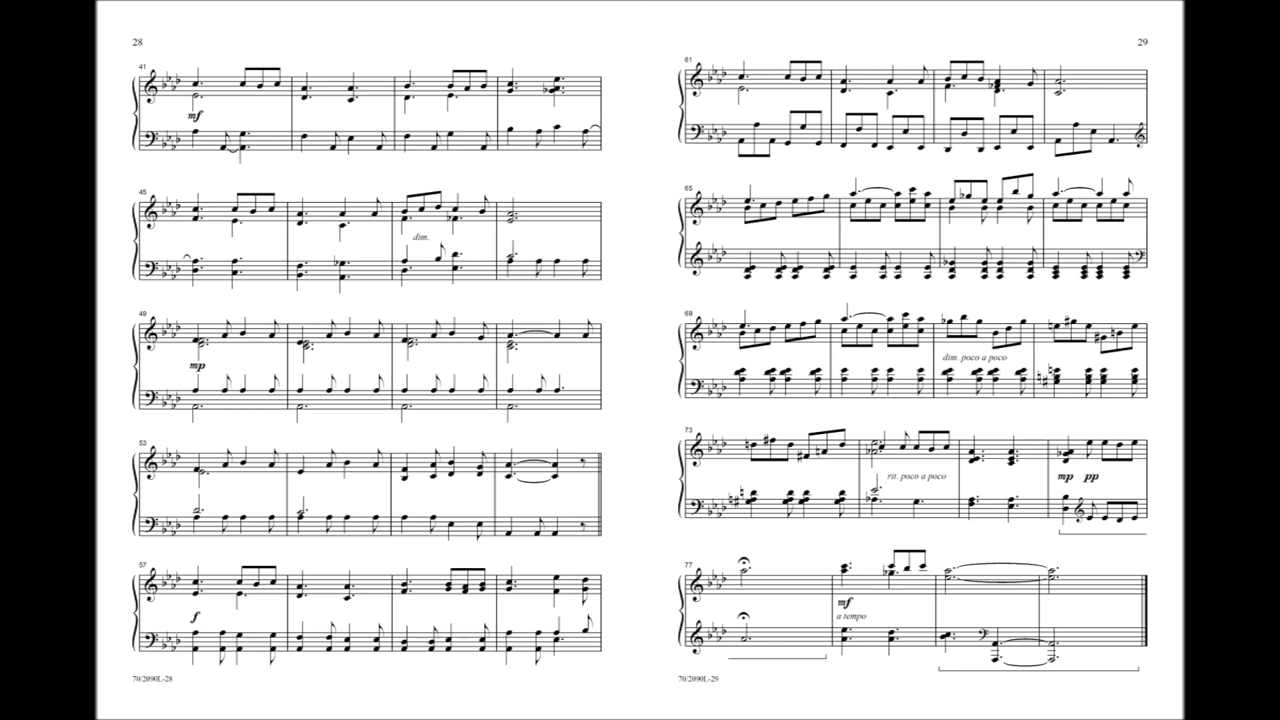 28
41
mf
45
dim.
49
mp
53
57
f
70/2090L-28
29
61
65
69
dim. poco a poco
73
rit. poco a poco
mp pp
77
mf
a tempo
70/2090L-29